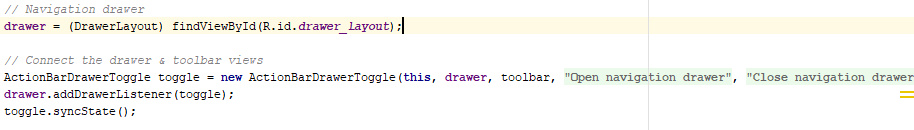 // Navigation drawer
drawer = (DrawerLayout) findViewById(R.id.drawer_layout);
// Connect the drawer & toolbar views
ActionBarDrawerToggle toggle = new ActionBarDrawerToggle(this, drawer, toolbar, "Open navigation drawer", "Close navigation drawer
drawer.addDrawerListener(toggle);
toggle.syncState();